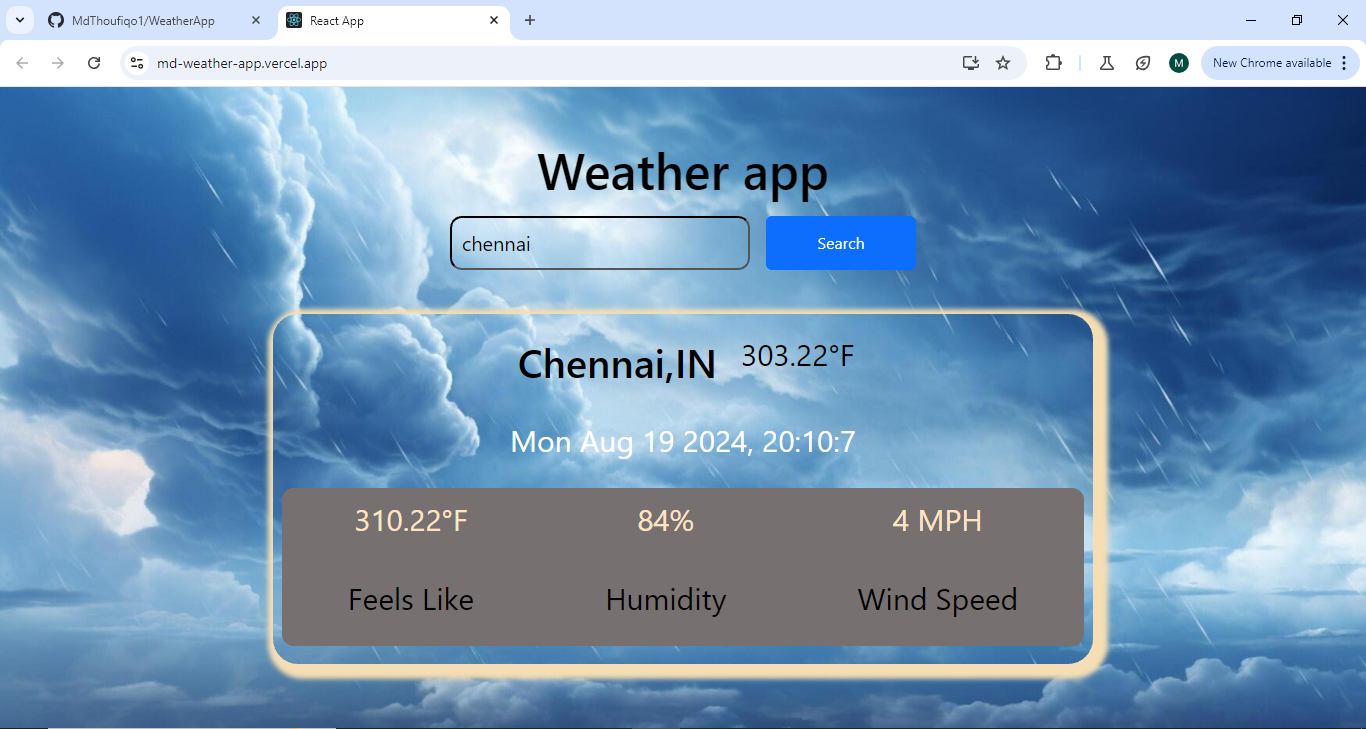 MdThoufiqo1/WeatherApp
React App
md-weather-app.vercel.app
M
New Chrome available
Weather app
chennai
Search
Chennai,IN 303.22°F
Mon Aug 19 2024, 20:10:7
310.22°F 84% 4 MPH
Feels Like Humidity Wind Speed